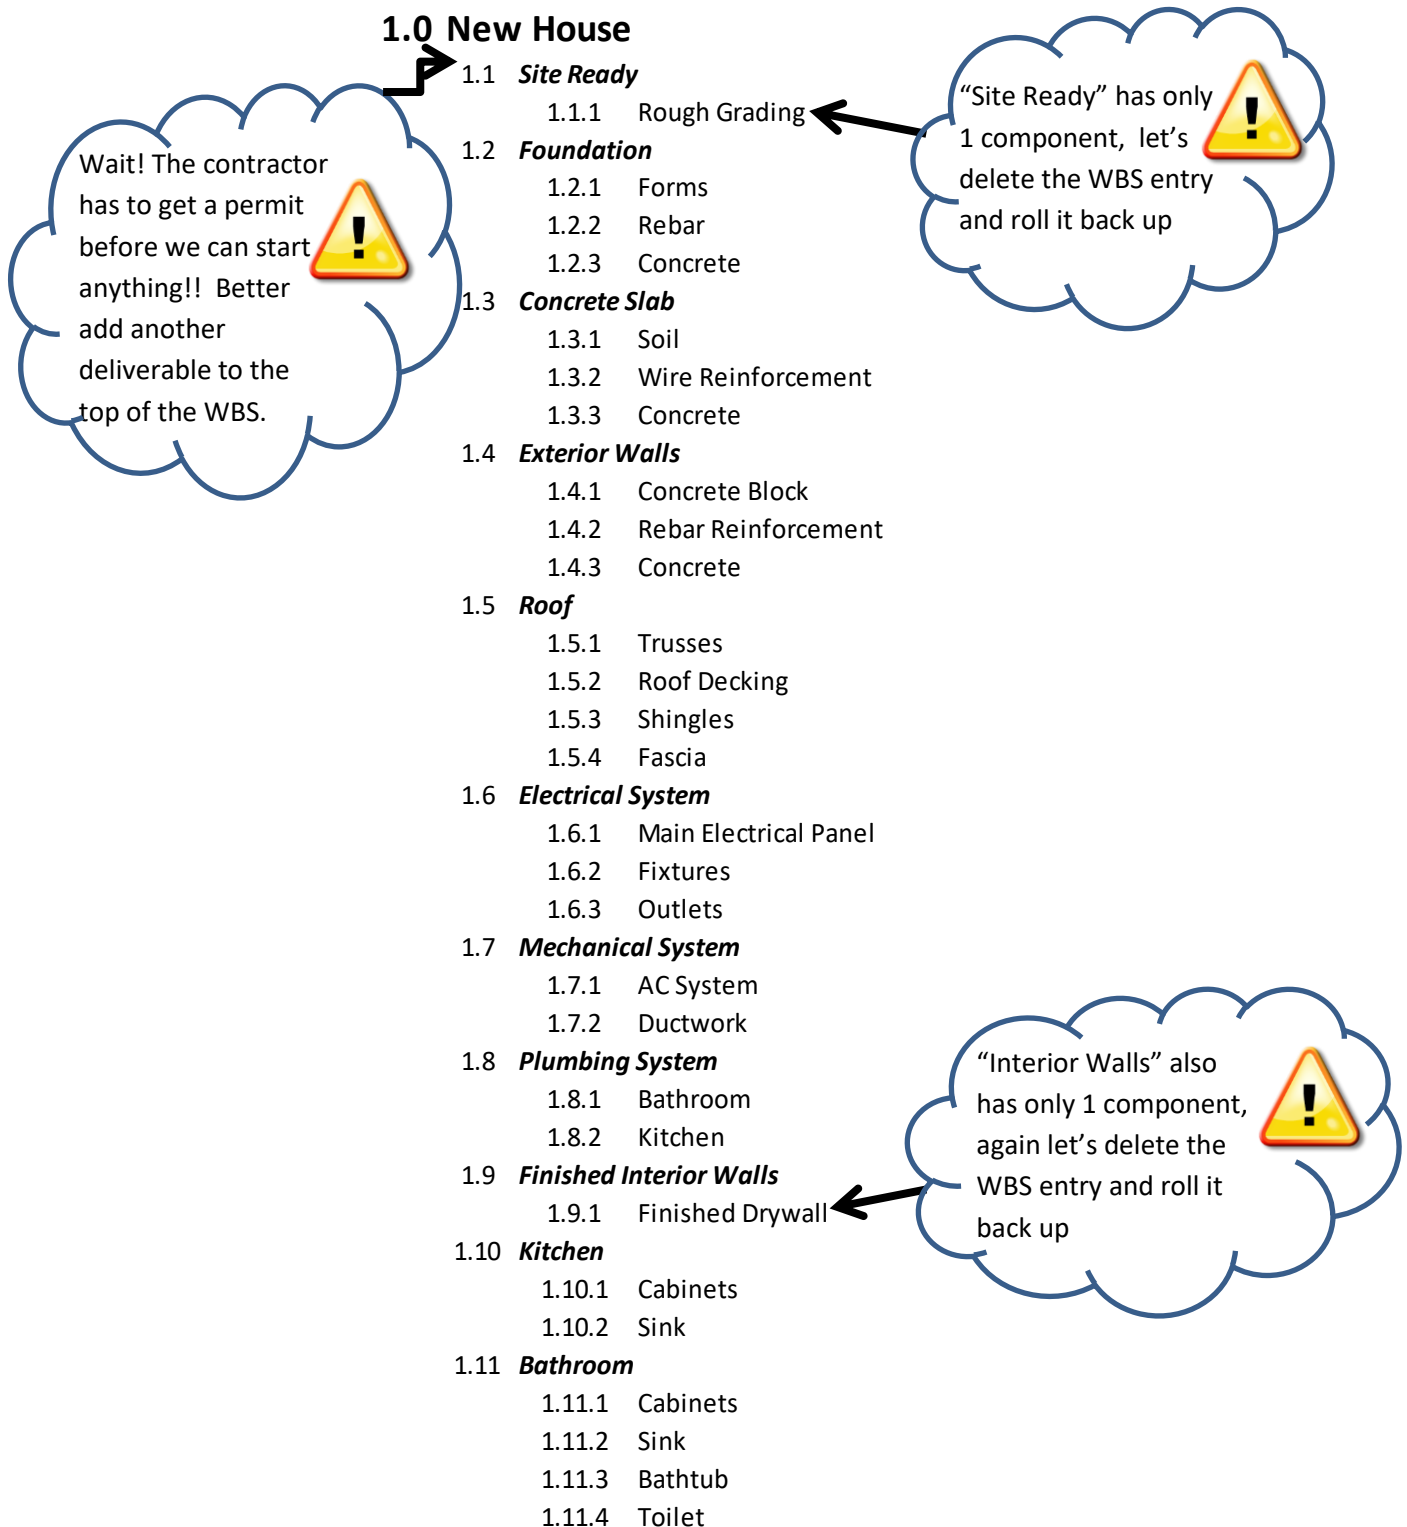 1.0 New House
1.1 Site Ready
1.1.1 Rough Grading
1.2 Foundation
1.2.1 Forms
1.2.2 Rebar
1.2.3 Concrete
1.3 Concrete Slab
1.3.1 Soil
1.3.2 Wire Reinforcement
1.3.3 Concrete
1.4 Exterior Walls
1.4.1 Concrete Block
1.4.2 Rebar Reinforcement
1.4.3 Concrete
1.5 Roof
1.5.1 Trusses
1.5.2 Roof Decking
1.5.3 Shingles
1.5.4 Fascia
1.6 Electrical System
1.6.1 Main Electrical Panel
1.6.2 Fixtures
1.6.3 Outlets
1.7 Mechanical System
1.7.1 AC System
1.7.2 Ductwork
1.8 Plumbing System
1.8.1 Bathroom
1.8.2 Kitchen
1.9 Finished Interior Walls
1.9.1 Finished Drywall
1.10 Kitchen
1.10.1 Cabinets
1.10.2 Sink
1.11 Bathroom
1.11.1 Cabinets
1.11.2 Sink
1.11.3 Bathtub
1.11.4 Toilet
Wait! The contractor
has to get a permit
before we can start
anything!! Better
add another
deliverable to the
top of the WBS.
!
“Site Ready” has only
1 component, let’s
delete the WBS entry
and roll it back up
!
“Interior Walls” also
has only 1 component,
again let’s delete the
WBS entry and roll it
back up
!